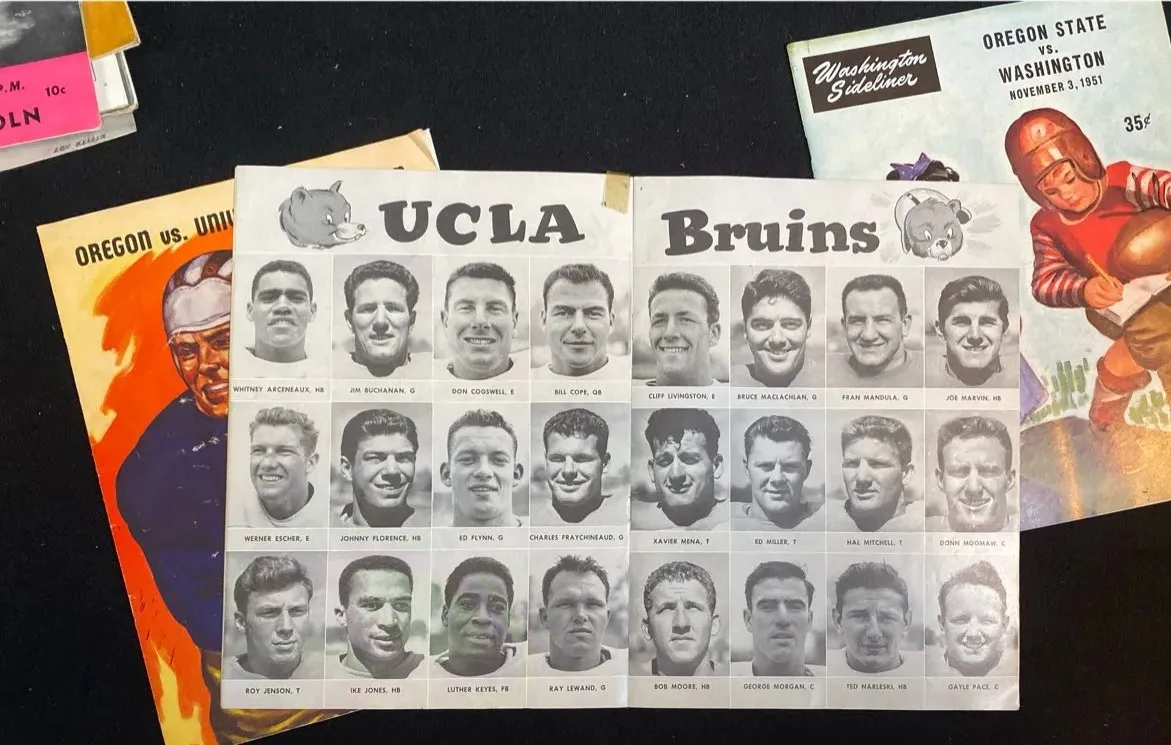 P.M. 10¢
OLN
Washington
Sideliner
OREGON STATE
vs.
WASHINGTON
NOVEMBER 3, 1951
35¢
OREGON vs. UNI
UCLA Bruins
WHITNEY ARCENEAUX, HB
JIM BUCHANAN, G
DON COGSWELL, E
BILL COPE, QB
CLIFF LIVINGSTON, E
BRUCE MACLACHLAN, G
FRAN MANDULA, G
JOE MARVIN, HB
WERNER ESCHER, E
JOHNNY FLORENCE, HB
ED FLYNN, G
CHARLES FRAYCHINEAUD, G
XAVIER MENA, T
ED MILLER, T
HAL MITCHELL, T
DONN MOOMAW, C
ROY JENSON, T
IKE JONES, HB
LUTHER KEYES, FB
RAY LEWAND, G
BOB MOORE, HB
GEORGE MORGAN, C
TED NARLESKI, HB
GAYLE PACE, C